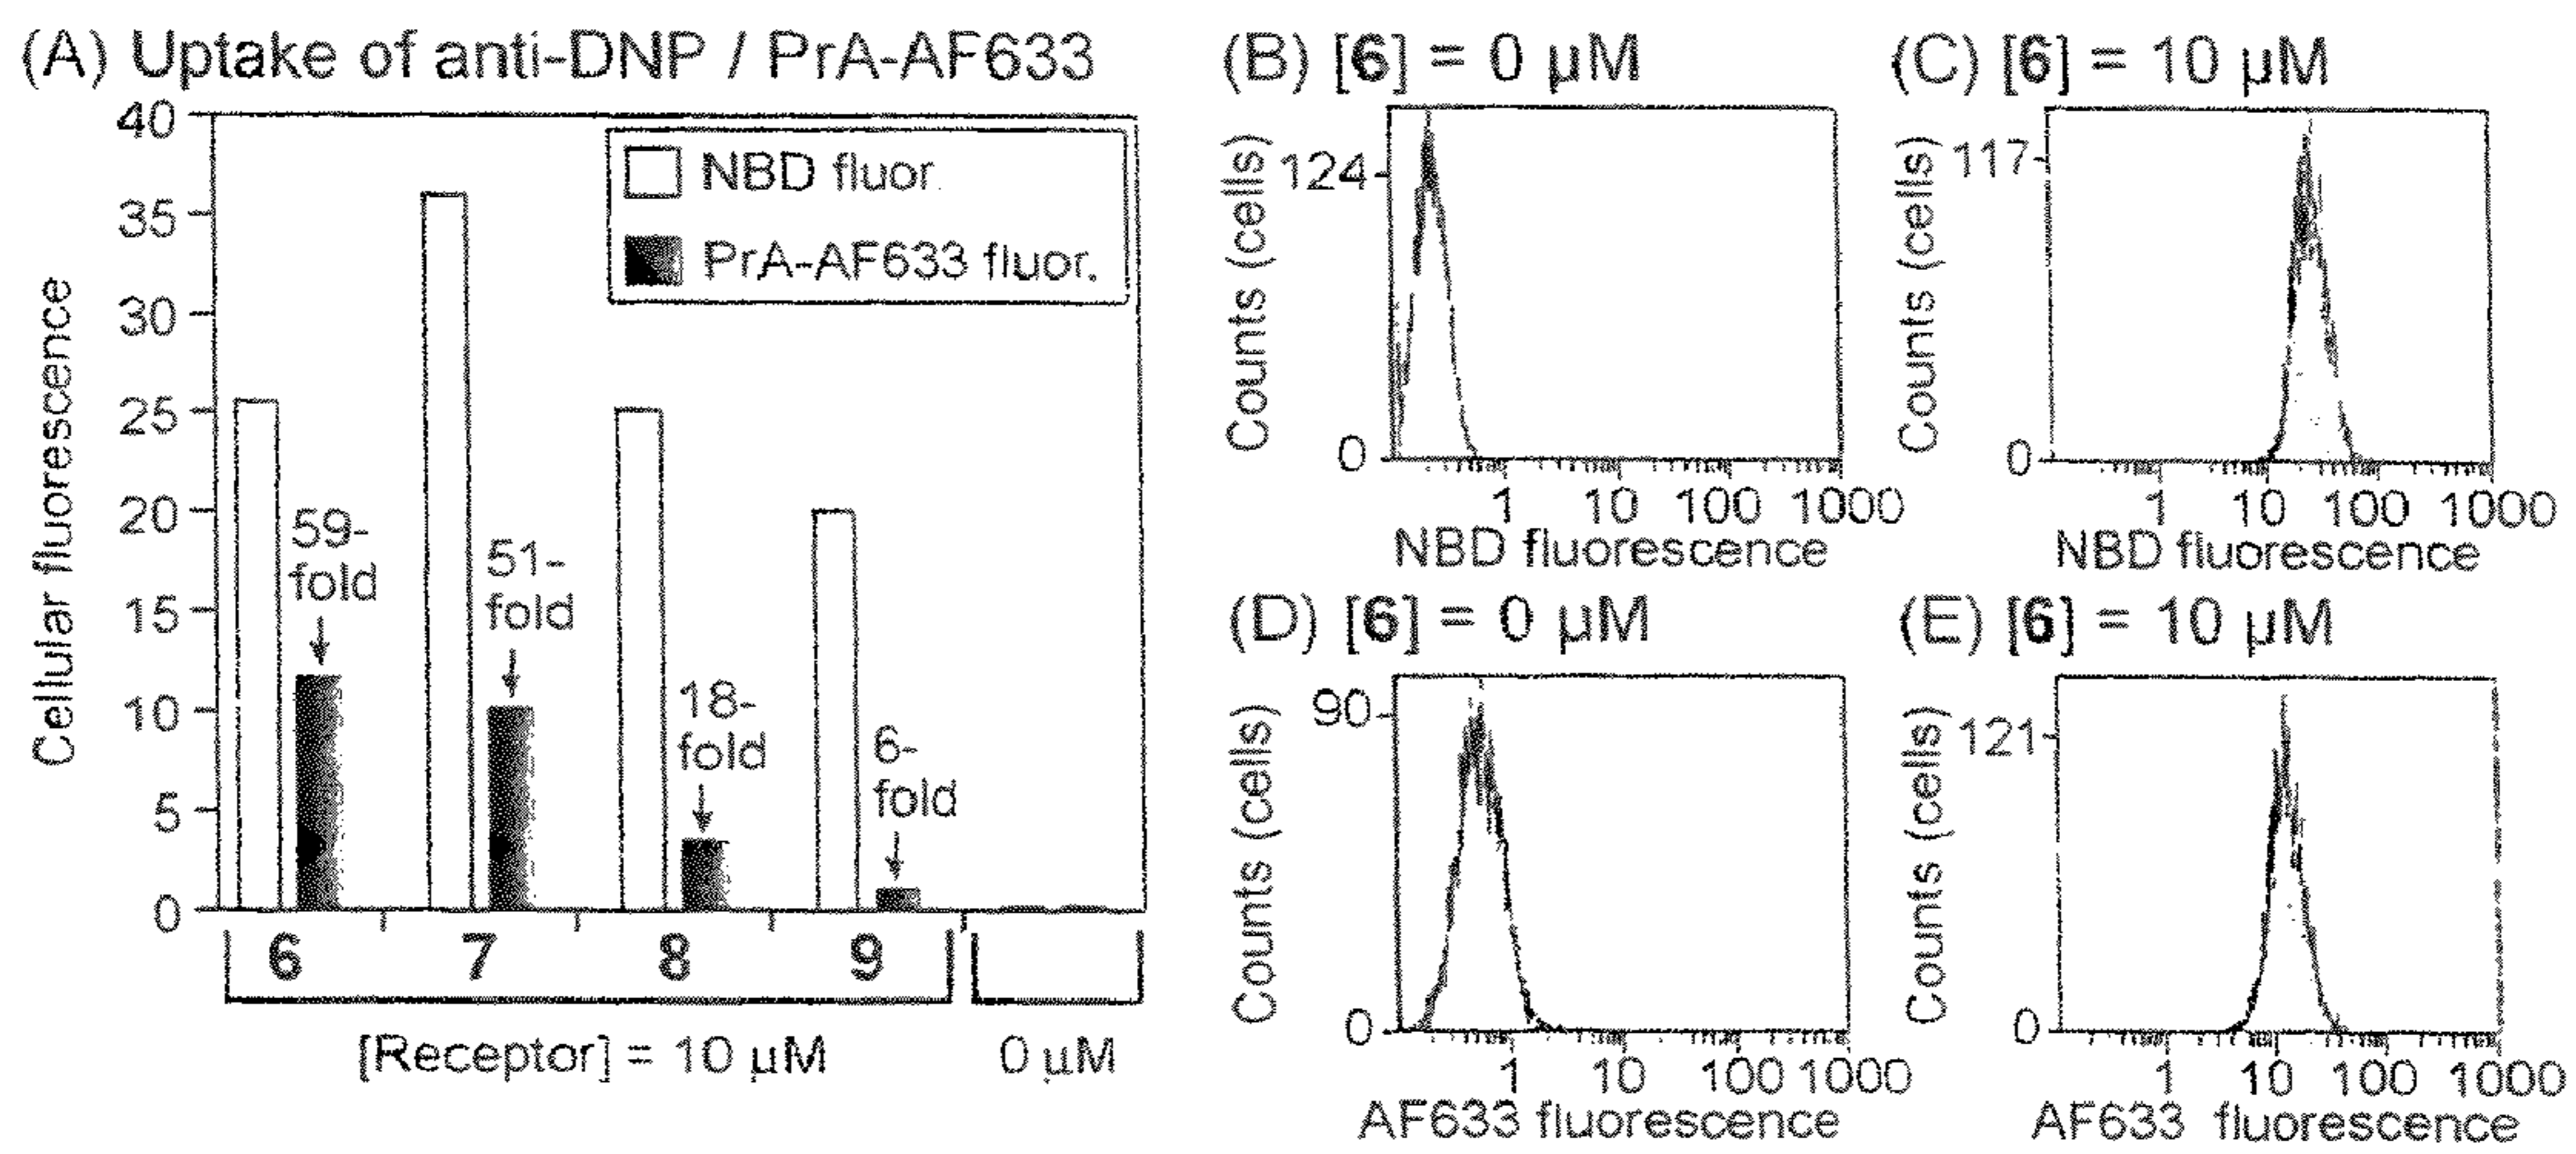 (A) Uptake of anti-DNP / PrA-AF633
40
35
30
25
20
15
10
5
0
Cellular fluorescence
NBD fluor.
PrA-AF633 fluor.
59-
fold
51-
fold
18-
fold
6-
fold
6 7 8 9
[Receptor] = 10 µM 0 µM
(B) [6] = 0 µM
Counts (cells)
124
0
1 10 100 1000
NBD fluorescence
(C) [6] = 10 µM
Counts (cells)
117
0
1 10 100 1000
NBD fluorescence
(D) [6] = 0 µM
Counts (cells)
90
0
1 10 100 1000
AF633 fluorescence
(E) [6] = 10 µM
Counts (cells)
121
0
1 10 100 1000
AF633 fluorescence